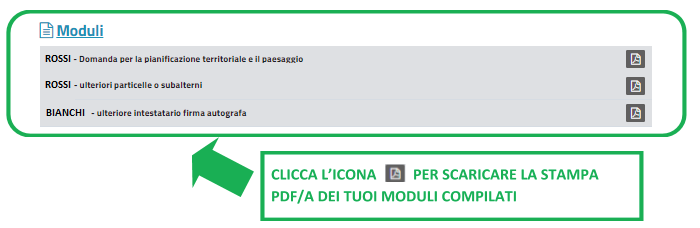 Moduli
ROSSI - Domanda per la pianificazione territoriale e il paesaggio
ROSSI - ulteriori particelle o subalterni
BIANCHI - ulteriore intestatario firma autografa
CLICCA L'ICONA PER SCARICARE LA STAMPA
PDF/A DEI TUOI MODULI COMPILATI